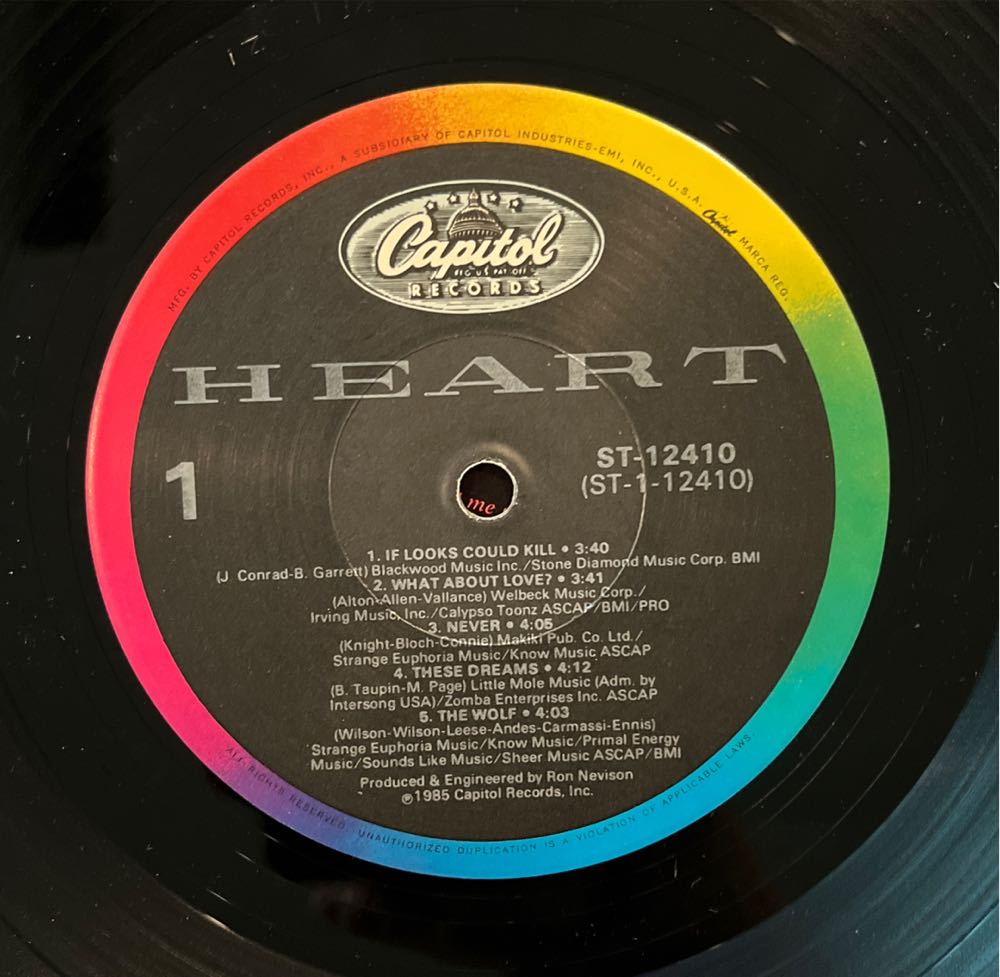 MFG. BY CAPITOL RECORDS, INC., A SUBSIDIARY OF CAPITOL INDUSTRIES-EMI, INC., U.S.A. Capitol MARCA REG.
Capitol
REG US PAT OFF
RECORDS
HEART
1
ST-12410
(ST-1-12410)
me
1. IF LOOKS COULD KILL • 3:40
(J Conrad-B. Garrett) Blackwood Music Inc./Stone Diamond Music Corp. BMI
2. WHAT ABOUT LOVE? • 3:41
(Alton-Allen-Vallance) Welbeck Music Corp./
Irving Music, Inc./Calypso Toonz ASCAP/BMI/PRO
3. NEVER • 4:05
(Knight-Bloch-Connie) Makiki Pub. Co. Ltd./
Strange Euphoria Music/Know Music ASCAP
4. THESE DREAMS • 4:12
(B. Taupin-M. Page) Little Mole Music (Adm. by
Intersong USA)/Zomba Enterprises Inc. ASCAP
5. THE WOLF • 4:03
(Wilson-Wilson-Leese-Andes-Carmassi-Ennis)
Strange Euphoria Music/Know Music/Primal Energy
Music/Sounds Like Music/Sheer Music ASCAP/BMI
Produced & Engineered by Ron Nevison
℗1985 Capitol Records, Inc.
ALL RIGHTS RESERVED. UNAUTHORIZED DUPLICATION IS A VIOLATION OF APPLICABLE LAWS.